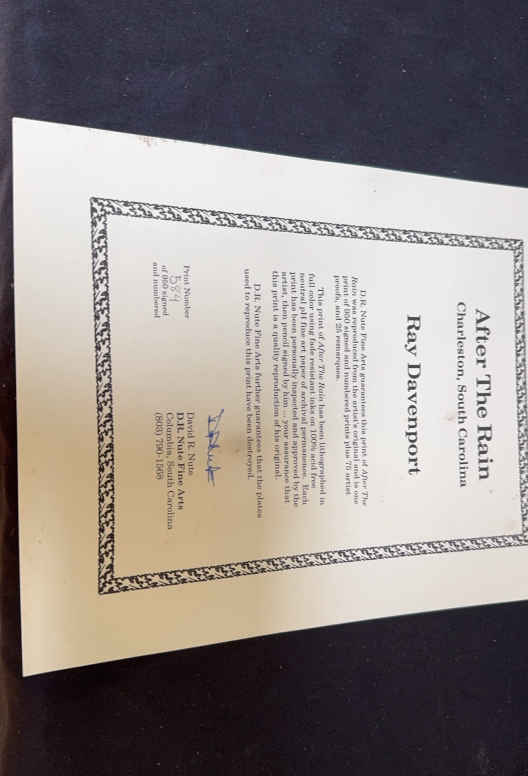 After The Rain
Charleston, South Carolina
Ray Davenport
D.R. Nute Fine Arts guarantees this print of After The
Rain was reproduced from the artist's original and is one
print of 950 signed and numbered prints plus 75 artist
proofs, and 25 remarques.
This print of After The Rain has been lithographed in
full color using fade resistant inks on 100% acid free
neutral pH fine art paper of archival permanence. Each
print has been personally inspected and approved by the
artist, then pencil signed by him ... your assurance that
this print is a quality reproduction of his original.
D.R. Nute Fine Arts further guarantees that the plates
used to reproduce this print have been destroyed.
Print Number
584
of 950 signed
and numbered
David R. Nute
D.R. Nute Fine Arts
Columbia, South Carolina
(803) 790-1568